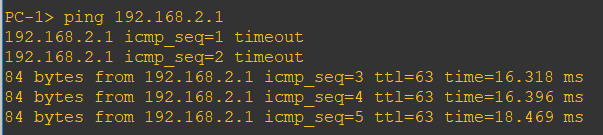 PC-1> ping 192.168.2.1
192.168.2.1 icmp_seq=1 timeout
192.168.2.1 icmp_seq=2 timeout
84 bytes from 192.168.2.1 icmp_seq=3 ttl=63 time=16.318 ms
84 bytes from 192.168.2.1 icmp_seq=4 ttl=63 time=16.396 ms
84 bytes from 192.168.2.1 icmp_seq=5 ttl=63 time=18.469 ms